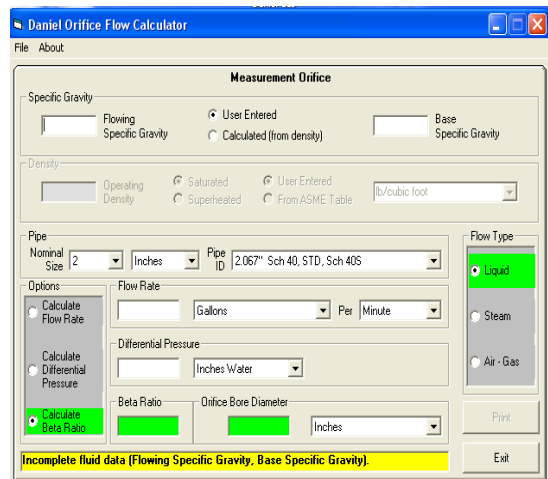 Daniel Orifice Flow Calculator
File About
Measurement Orifice
Specific Gravity
Flowing
Specific Gravity
User Entered
Calculated (from density)
Base
Specific Gravity
Density
Operating
Density
Saturated
Superheated
User Entered
From ASME Table
lb/cubic foot
Pipe
Nominal
Size
2
Inches
Pipe
ID
2.067" Sch 40, STD, Sch 40S
Flow Type
Liquid
Steam
Air - Gas
Options
Calculate
Flow Rate
Calculate
Differential
Pressure
Calculate
Beta Ratio
Flow Rate
Gallons
Per
Minute
Differential Pressure
Inches Water
Beta Ratio
Orifice Bore Diameter
Inches
Print
Exit
Incomplete fluid data (Flowing Specific Gravity, Base Specific Gravity).